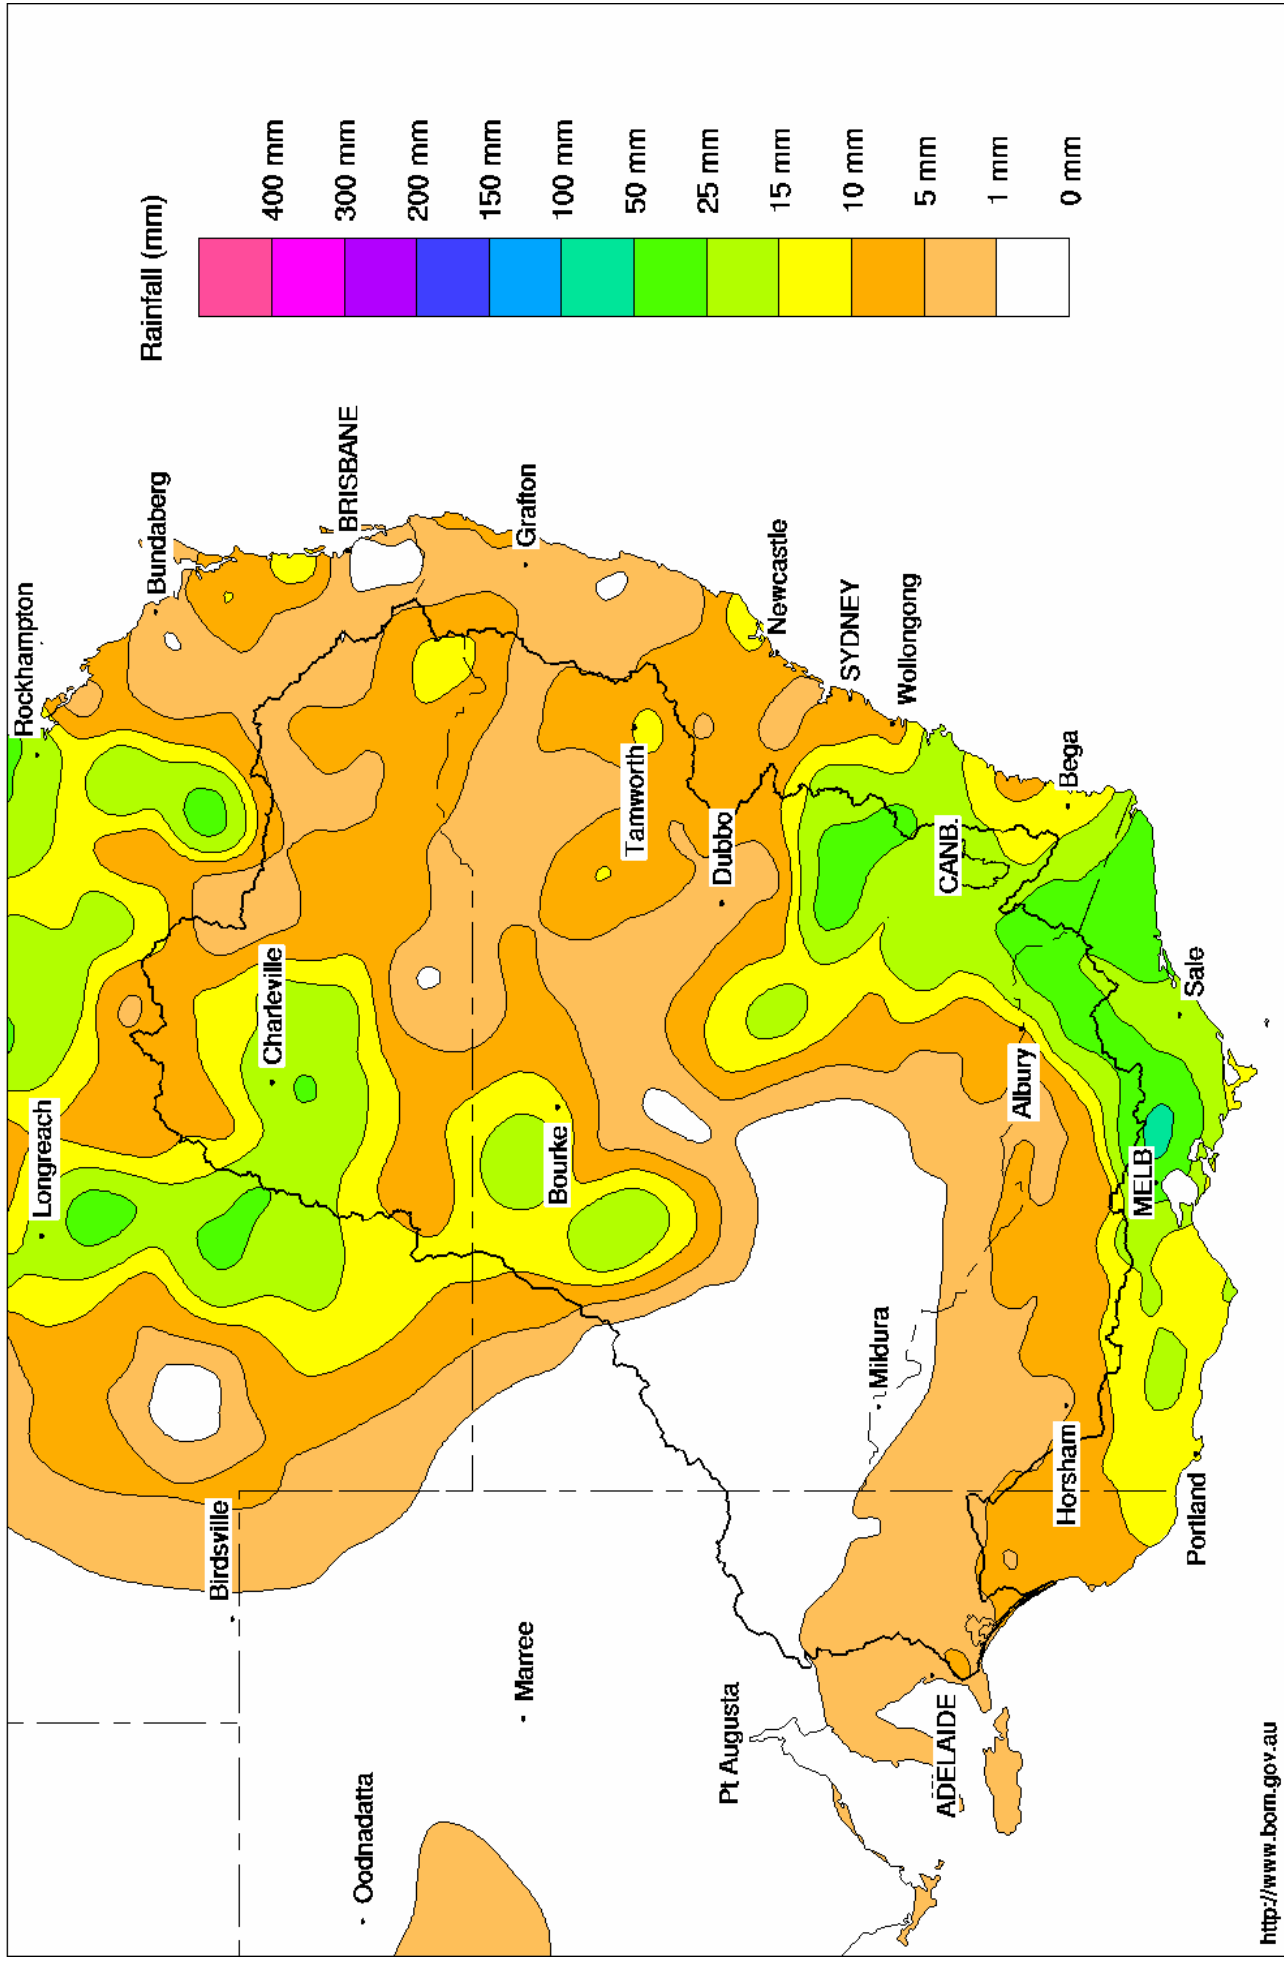 Rainfall (mm)
400 mm
300 mm
200 mm
150 mm
100 mm
50 mm
25 mm
15 mm
10 mm
5 mm
1 mm
0 mm
Rockhampton
Longreach
Bundaberg
Birdsville
Charleville
BRISBANE
Oodnadatta
Marree
Grafton
Bourke
Tamworth
Pt Augusta
Dubbo
Newcastle
Mildura
SYDNEY
Wollongong
ADELAIDE
CANB.
Albury
Horsham
Bega
MELB
Portland
Sale
http://www.bom.gov.au